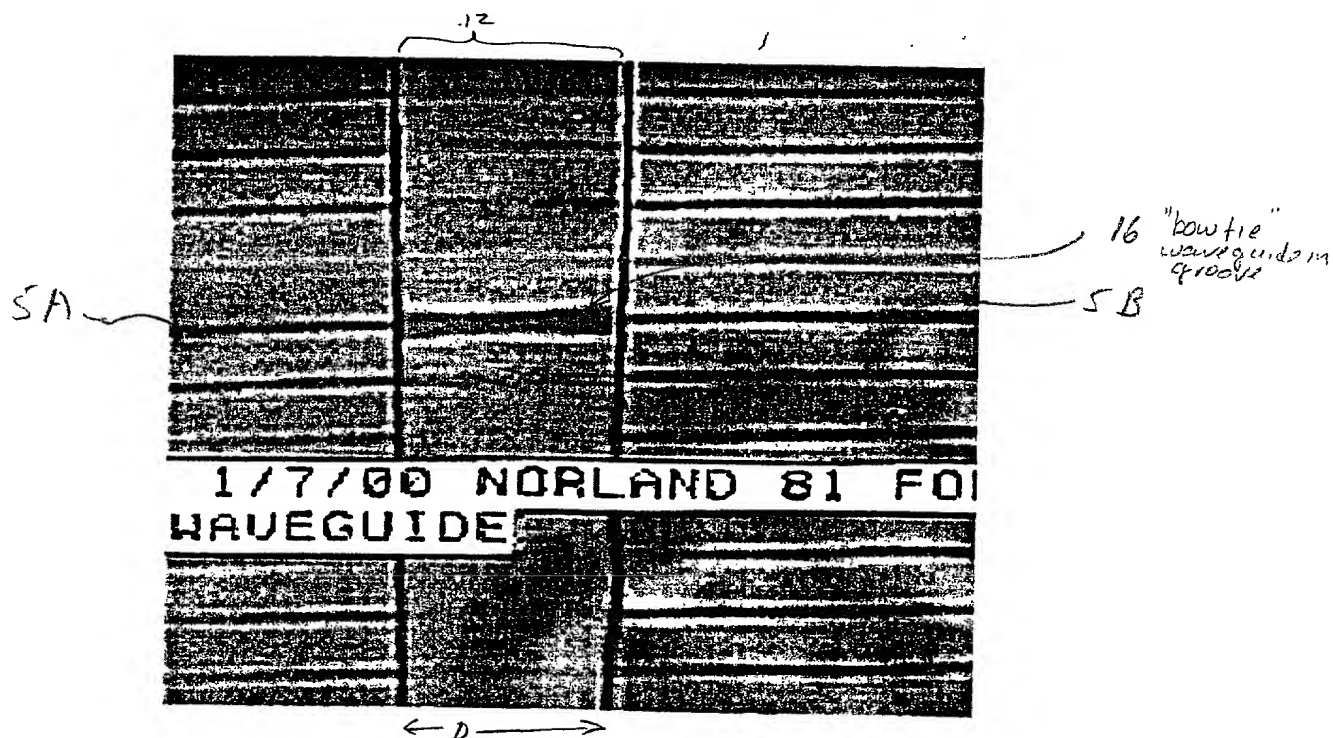 12
16 "bowtie"
waveguide in
groove
5A
5B
1/7/00 NORLAND 81 FO
WAVEGUIDE
D